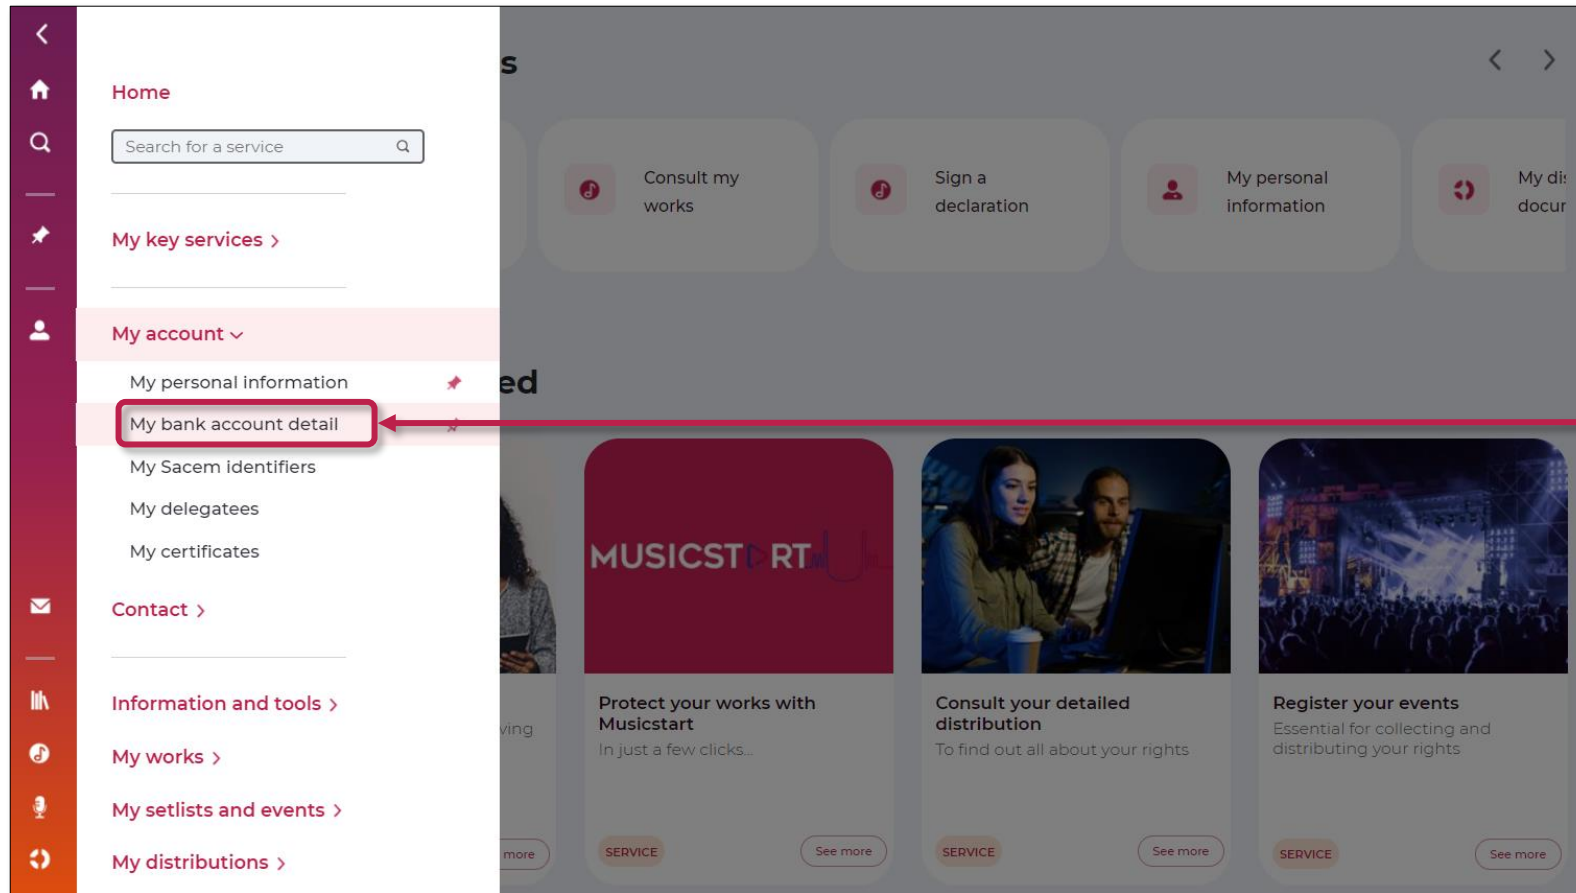 Home
Search for a service
My key services
My account
My personal information
My bank account detail
My Sacem identifiers
My delegatees
My certificates
Contact
Information and tools
My works
My setlists and events
My distributions
s
Consult my
works
Sign a
declaration
My personal
information
My dis
docur
ed
MUSICSTART
ving
more
Protect your works with
Musicstart
In just a few clicks...
SERVICE
See more
Consult your detailed
distribution
To find out all about your rights
SERVICE
See more
Register your events
Essential for collecting and
distributing your rights
SERVICE
See more